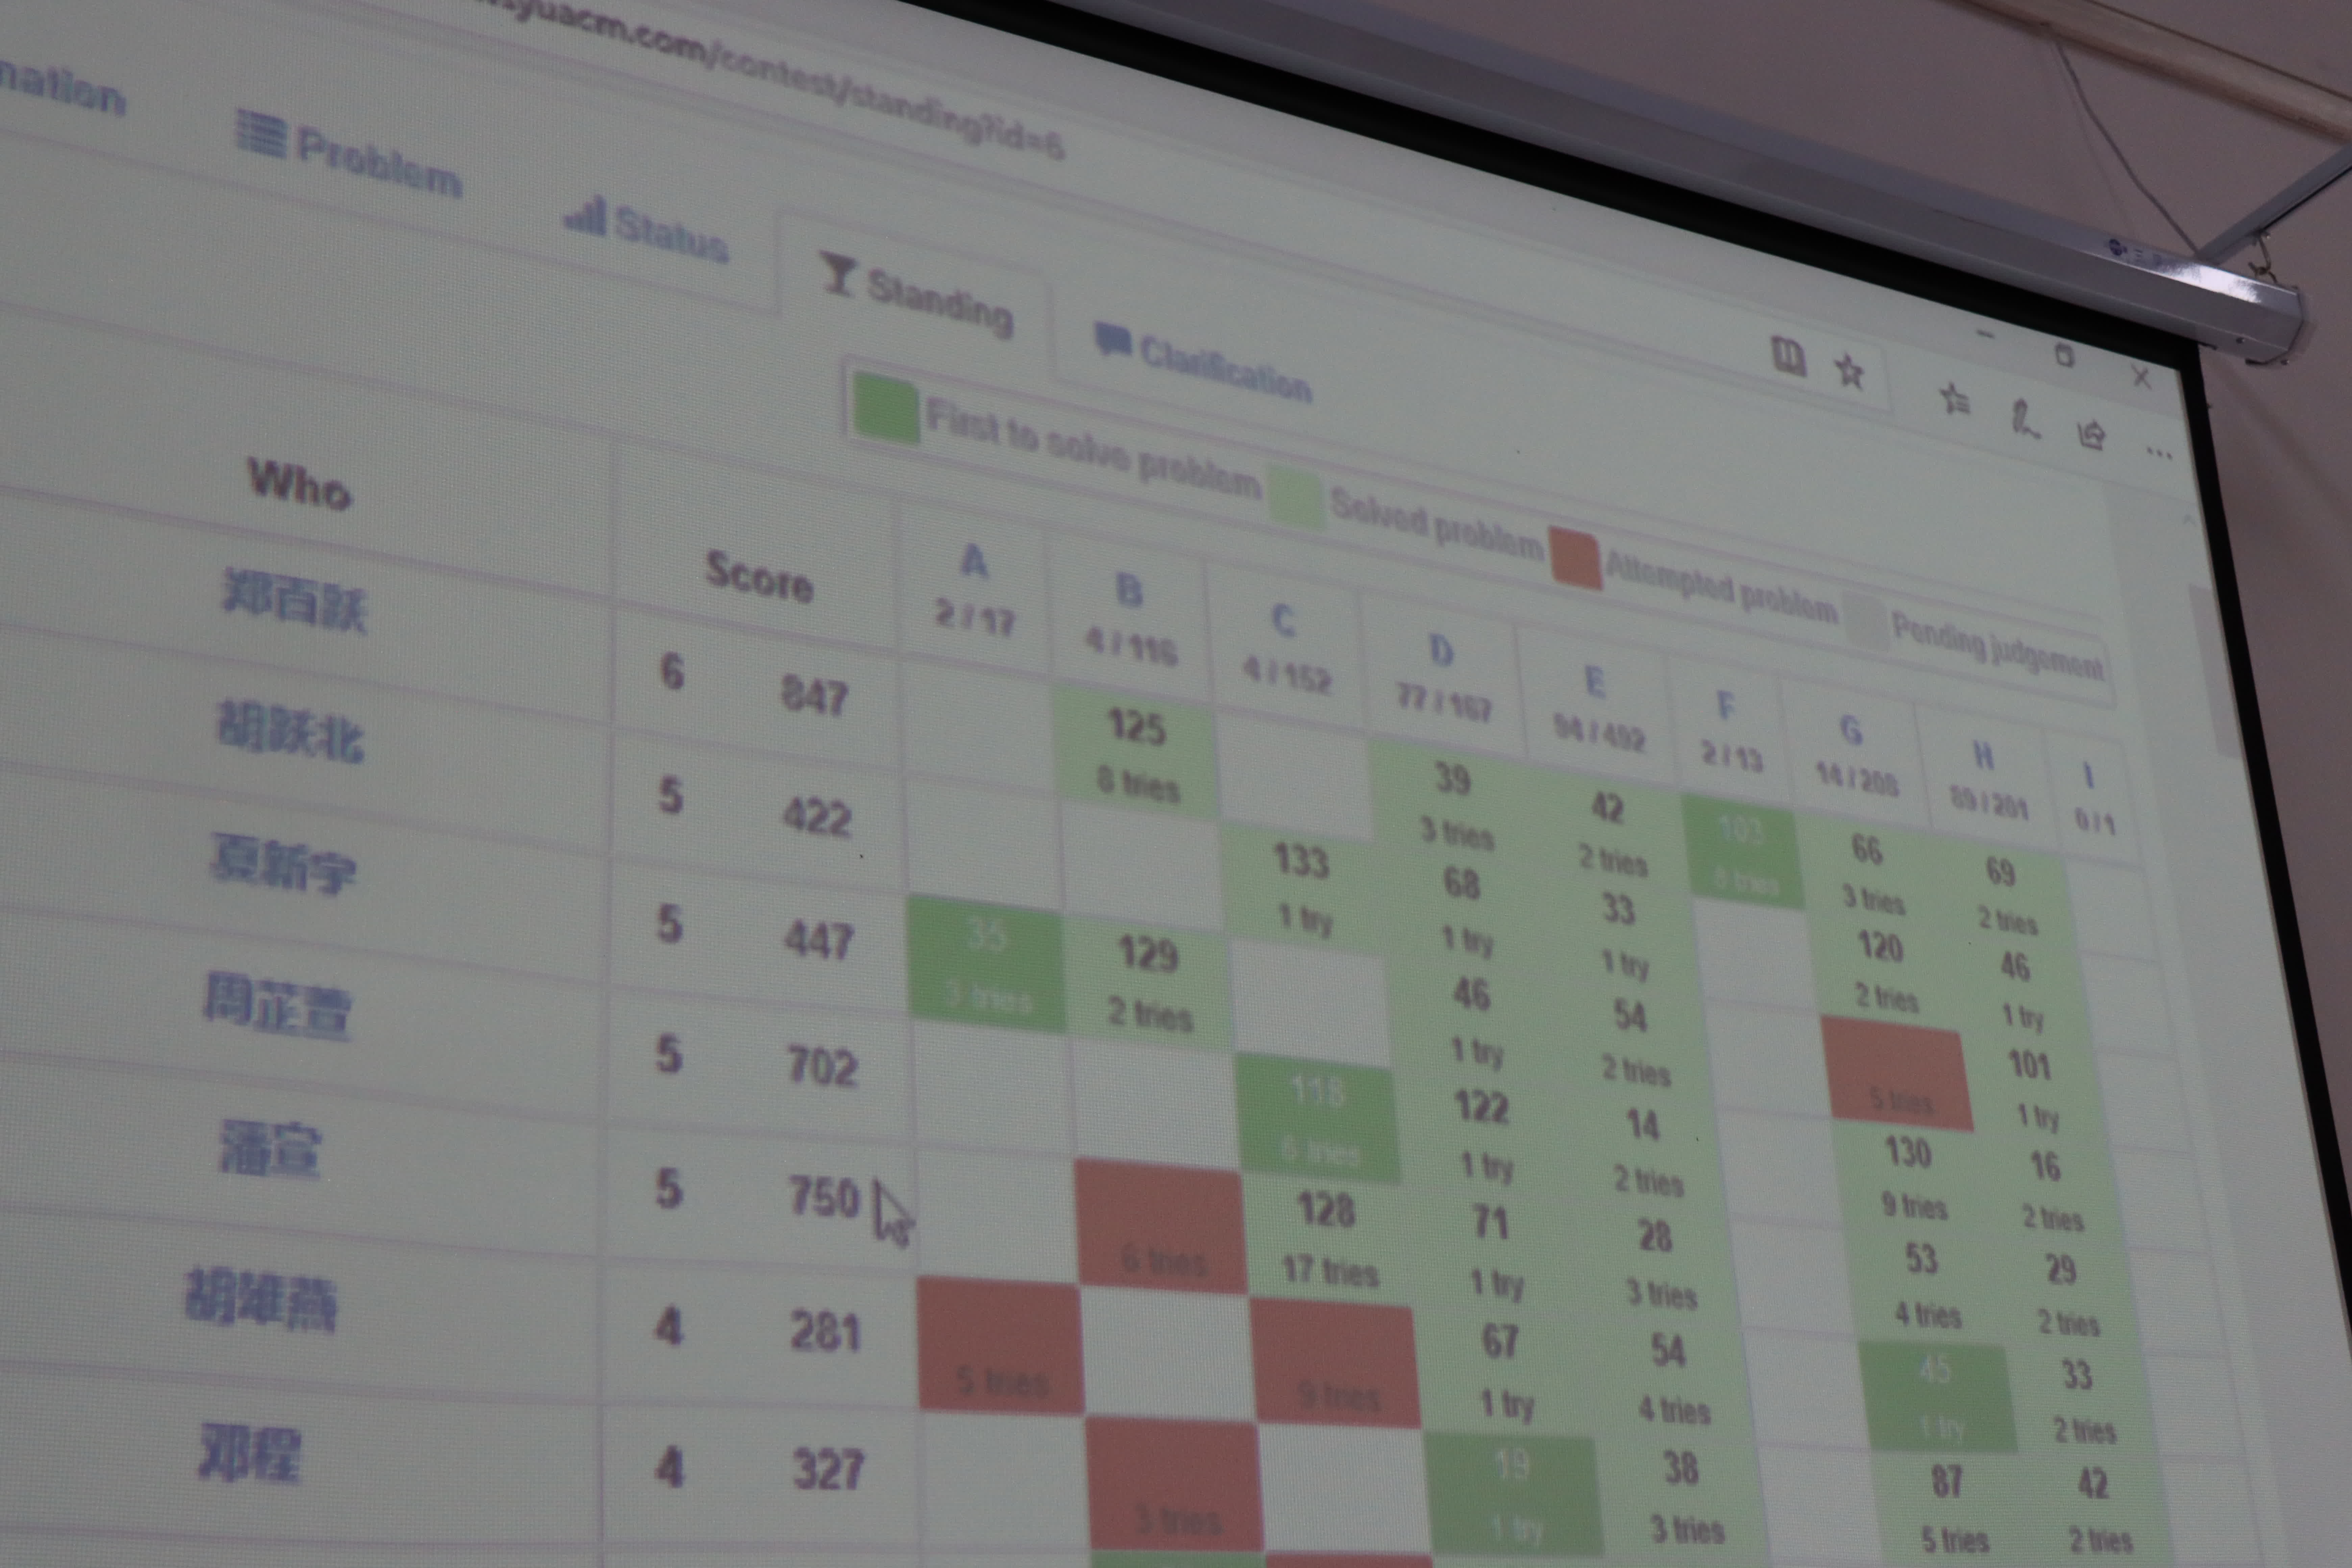 yuacm.com/contest/standing?id=6
mation Problem Status Standing Clarification
First to solve problem Solved problem Attempted problem Pending judgement
Who Score A B C D E F G H I
2 / 17 4 / 116 4 / 152 77 / 167 94 / 492 2 / 13 14 / 208 89 / 201 0 / 1
郑百跃 6 847 125 39 42 103 66 69
8 tries 3 tries 2 tries 8 tries 3 tries 2 tries
胡跃北 5 422 133 68 33 120 46
1 try 1 try 1 try 2 tries 1 try
夏新宇 5 447 35 129 46 54 101
3 tries 2 tries 1 try 2 tries 5 tries 1 try
周芷萱 5 702 118 122 14 130 16
6 tries 1 try 2 tries 9 tries 2 tries
潘宣 5 750 128 71 28 53 29
6 tries 17 tries 1 try 3 tries 4 tries 2 tries
胡雄燕 4 281 67 54 45 33
5 tries 9 tries 1 try 4 tries 1 try 2 tries
邓程 4 327 19 38 87 42
3 tries 1 try 3 tries 5 tries 2 tries